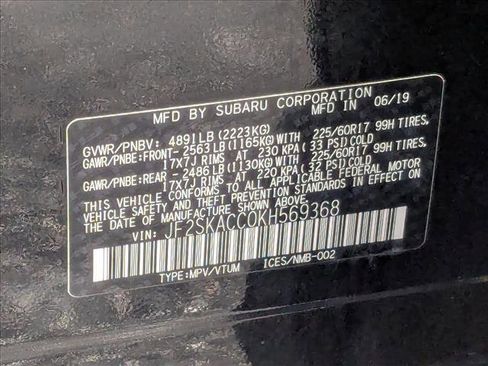 MFD BY SUBARU CORPORATION IN 06/19
GVWR/PNBV: 4891LB (2223KG)
GAWR/PNBE:FRONT-2563LB(1165KG)WITH 225/60R17 99H TIRES,
17X7J RIMS AT 230 KPA( 33 PSI)COLD
GAWR/PNBE:REAR -2486LB(1130KG)WITH 225/60R17 99H TIRES,
17X7J RIMS AT 220 KPA( 32 PSI)COLD
THIS VEHICLE CONFORMS TO ALL APPLICABLE FEDERAL MOTOR
VEHICLE SAFETY AND THEFT PREVENTION STANDARDS IN EFFECT ON
THE DATE OF MANUFACTURE SHOWN ABOVE.
VIN: JF2SKACC0KH569368
TYPE:MPV/VTUM ICES/NMB-002